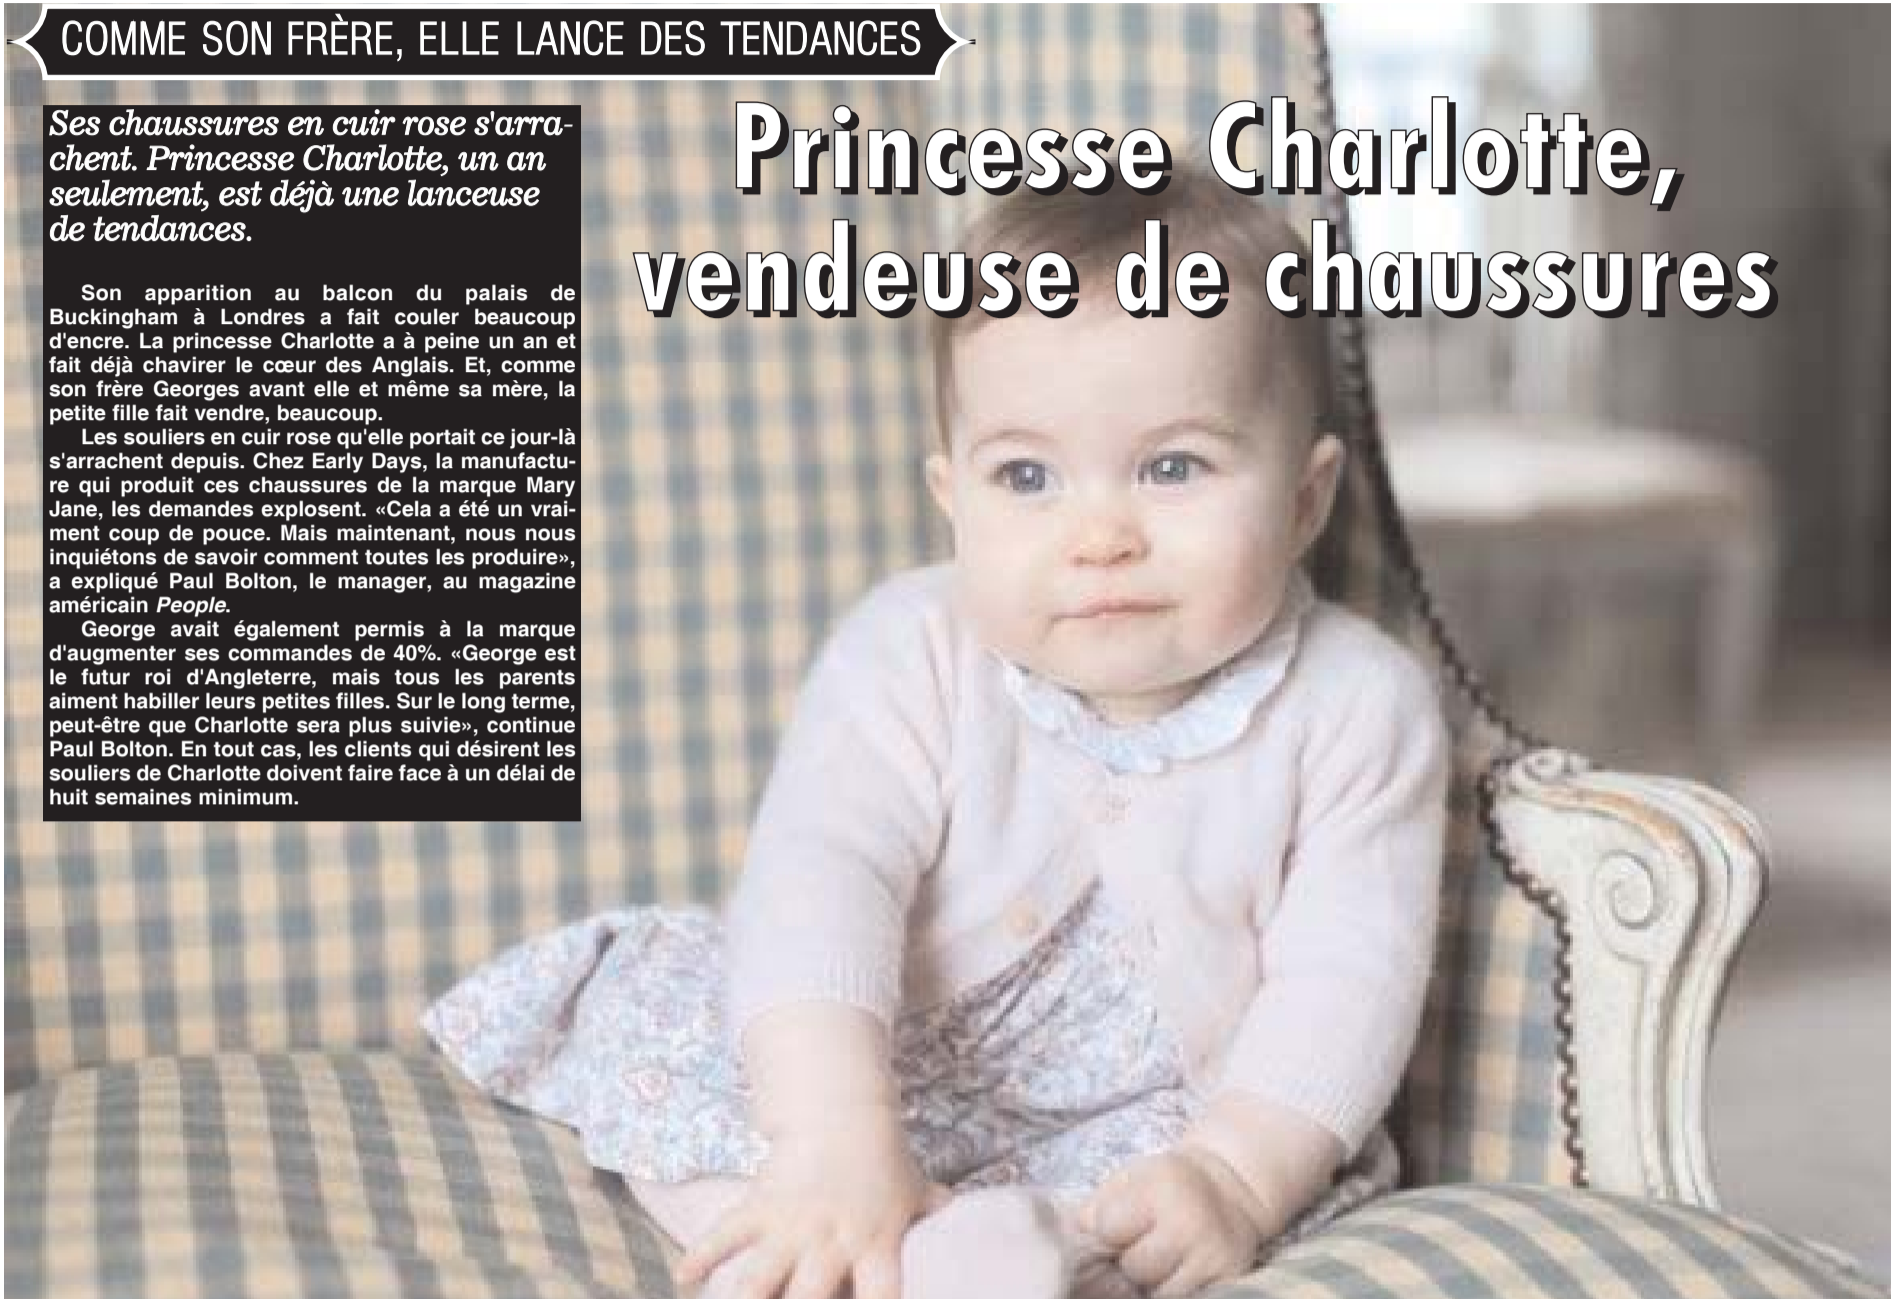 COMME SON FRÈRE, ELLE LANCE DES TENDANCES
Princesse Charlotte,
vendeuse de chaussures
Ses chaussures en cuir rose s'arra-
chent. Princesse Charlotte, un an
seulement, est déjà une lanceuse
de tendances.
Son apparition au balcon du palais de
Buckingham à Londres a fait couler beaucoup
d'encre. La princesse Charlotte a à peine un an et
fait déjà chavirer le cœur des Anglais. Et, comme
son frère Georges avant elle et même sa mère, la
petite fille fait vendre, beaucoup.
Les souliers en cuir rose qu'elle portait ce jour-là
s'arrachent depuis. Chez Early Days, la manufactu-
re qui produit ces chaussures de la marque Mary
Jane, les demandes explosent. «Cela a été un vrai-
ment coup de pouce. Mais maintenant, nous nous
inquiétons de savoir comment toutes les produire»,
a expliqué Paul Bolton, le manager, au magazine
américain People.
George avait également permis à la marque
d'augmenter ses commandes de 40%. «George est
le futur roi d'Angleterre, mais tous les parents
aiment habiller leurs petites filles. Sur le long terme,
peut-être que Charlotte sera plus suivie», continue
Paul Bolton. En tout cas, les clients qui désirent les
souliers de Charlotte doivent faire face à un délai de
huit semaines minimum.